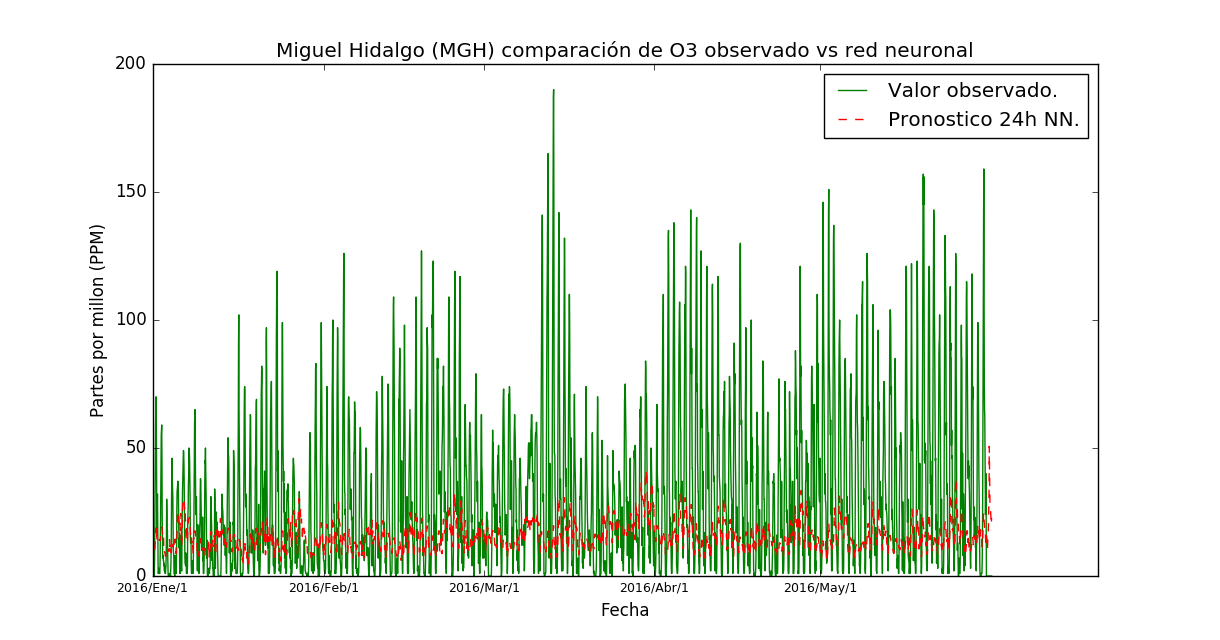 Miguel Hidalgo (MGH) comparación de O3 observado vs red neuronal
200
150
100
50
0
Partes por millon (PPM)
Valor observado.
Pronostico 24h NN.
2016/Ene/1
2016/Feb/1
2016/Mar/1
2016/Abr/1
2016/May/1
Fecha